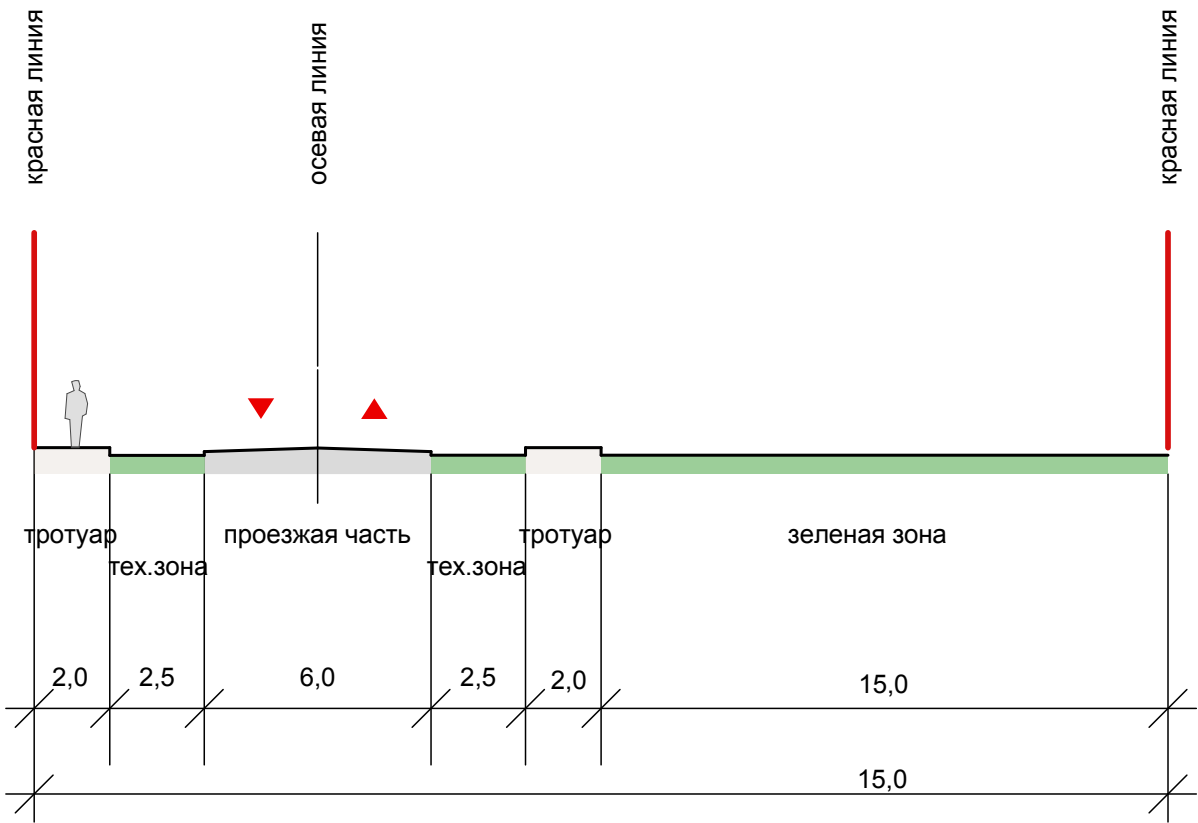 красная линия
осевая линия
красная линия
тротуар
проезжая часть
тротуар
зеленая зона
тех.зона
тех.зона
2,0
2,5
6,0
2,5
2,0
15,0
15,0